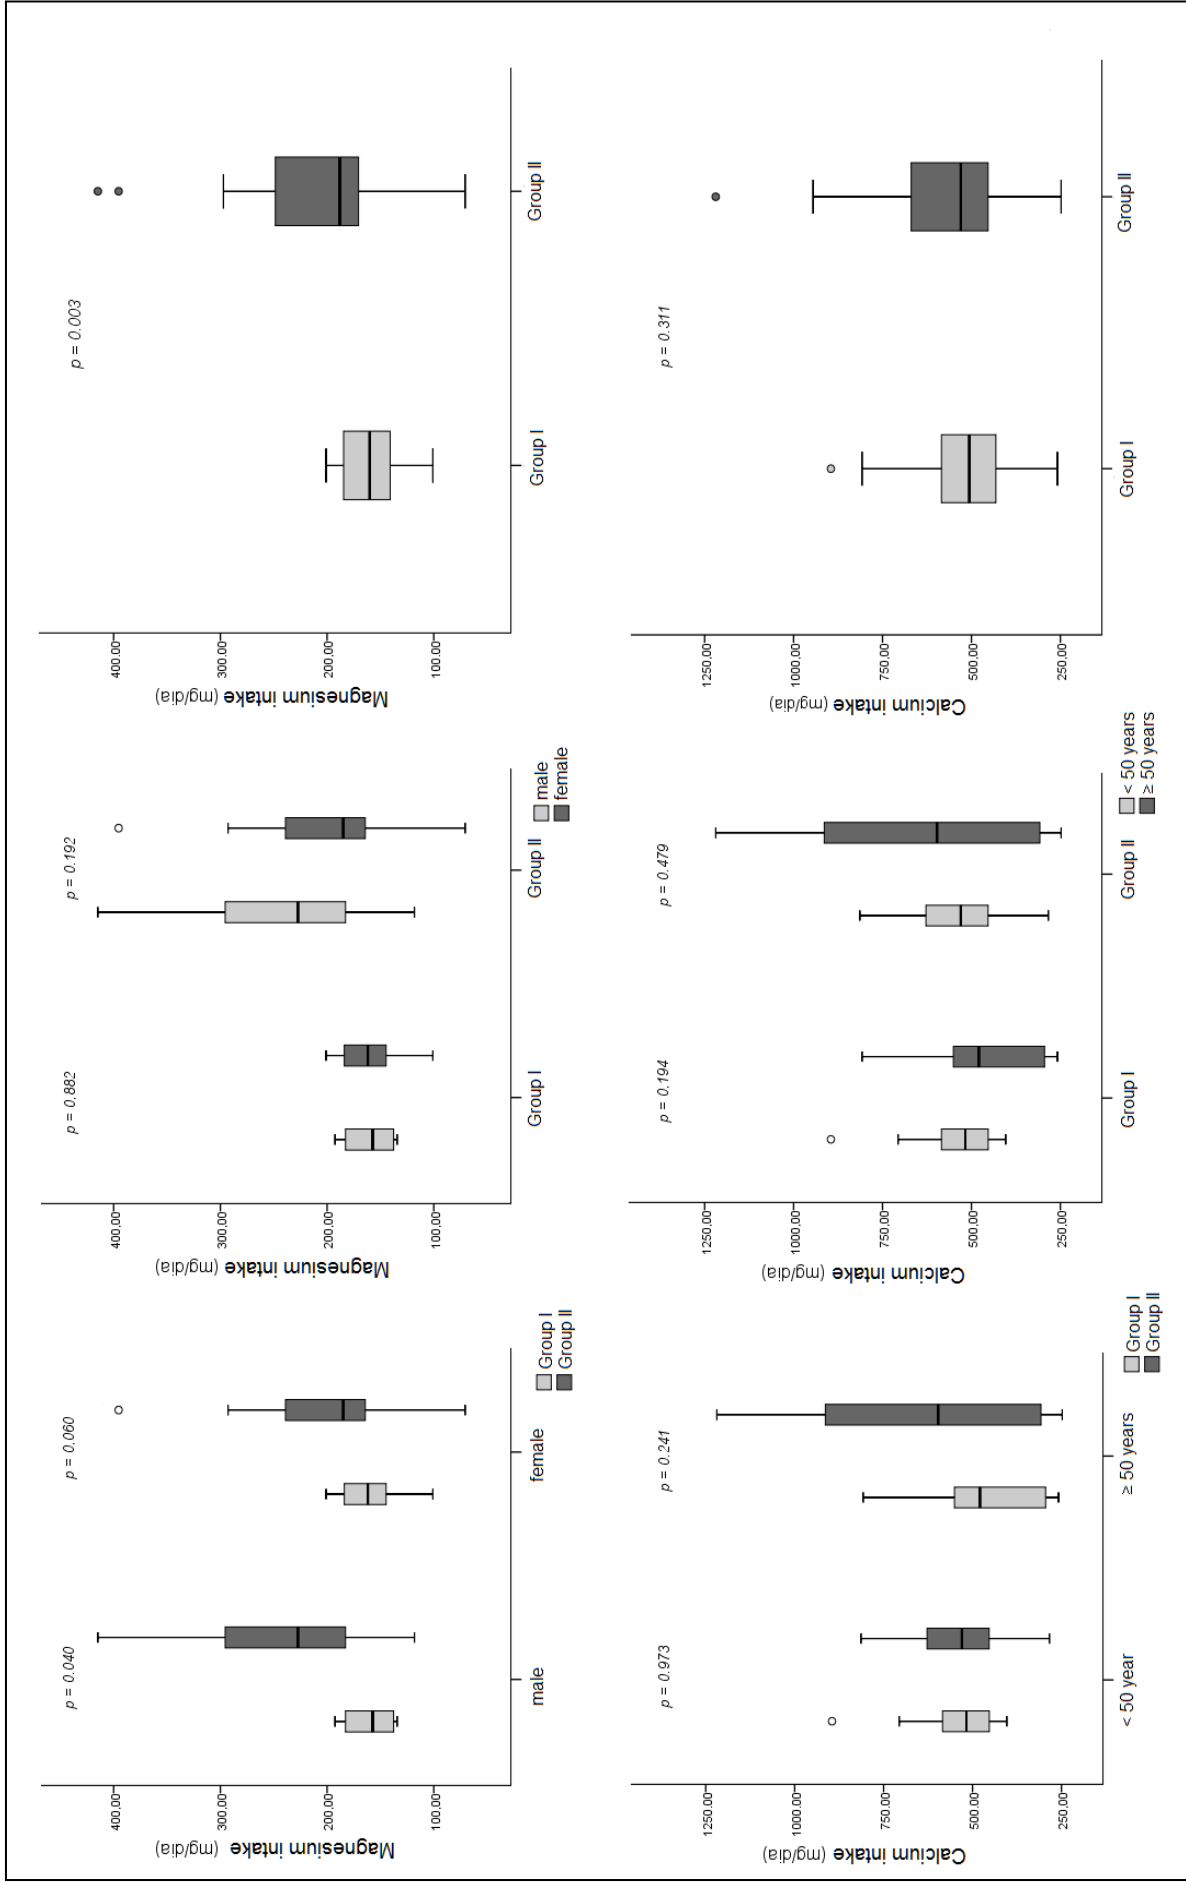 Magnesium intake (mg/dia)
400.00
300.00
200.00
100.00
p = 0.040
p = 0.060
male
female
Group I
Group II
Magnesium intake (mg/dia)
400.00
300.00
200.00
100.00
p = 0.882
p = 0.192
Group I
Group II
male
female
Magnesium intake (mg/dia)
400.00
300.00
200.00
100.00
p = 0.003
Group I
Group II
Calcium intake (mg/dia)
1250.00
1000.00
750.00
500.00
250.00
p = 0.973
p = 0.241
< 50 year
≥ 50 years
Group I
Group II
Calcium intake (mg/dia)
1250.00
1000.00
750.00
500.00
250.00
p = 0.194
p = 0.479
Group I
Group II
< 50 years
≥ 50 years
Calcium intake (mg/dia)
1250.00
1000.00
750.00
500.00
250.00
p = 0.311
Group I
Group II